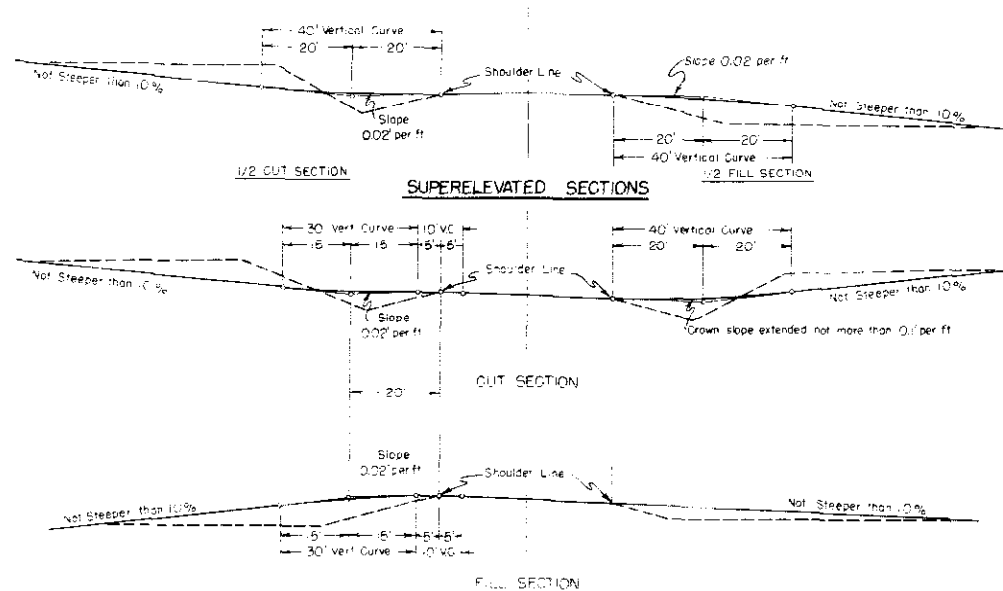 40' Vertical Curve
20' 20'
Not Steeper Than 10%
Slope
0.02' per ft
Shoulder Line
Slope 0.02 per ft
Not Steeper than 10%
20' 20'
40' Vertical Curve
1/2 CUT SECTION
1/2 FILL SECTION
SUPERELEVATED SECTIONS
30' Vert Curve
10' V.C.
15 15 5' 5'
40' Vertical Curve
20' 20'
Not Steeper than 10%
Slope
0.02' per ft
Shoulder Line
Not Steeper than 10%
Crown slope extended not more than 0.1' per ft
CUT SECTION
20'
Slope
0.02' per ft
Shoulder Line
Not Steeper than 10%
Not Steeper than 10%
15' 15' 5' 5'
30' Vert Curve
10' V.C.
FILL SECTION